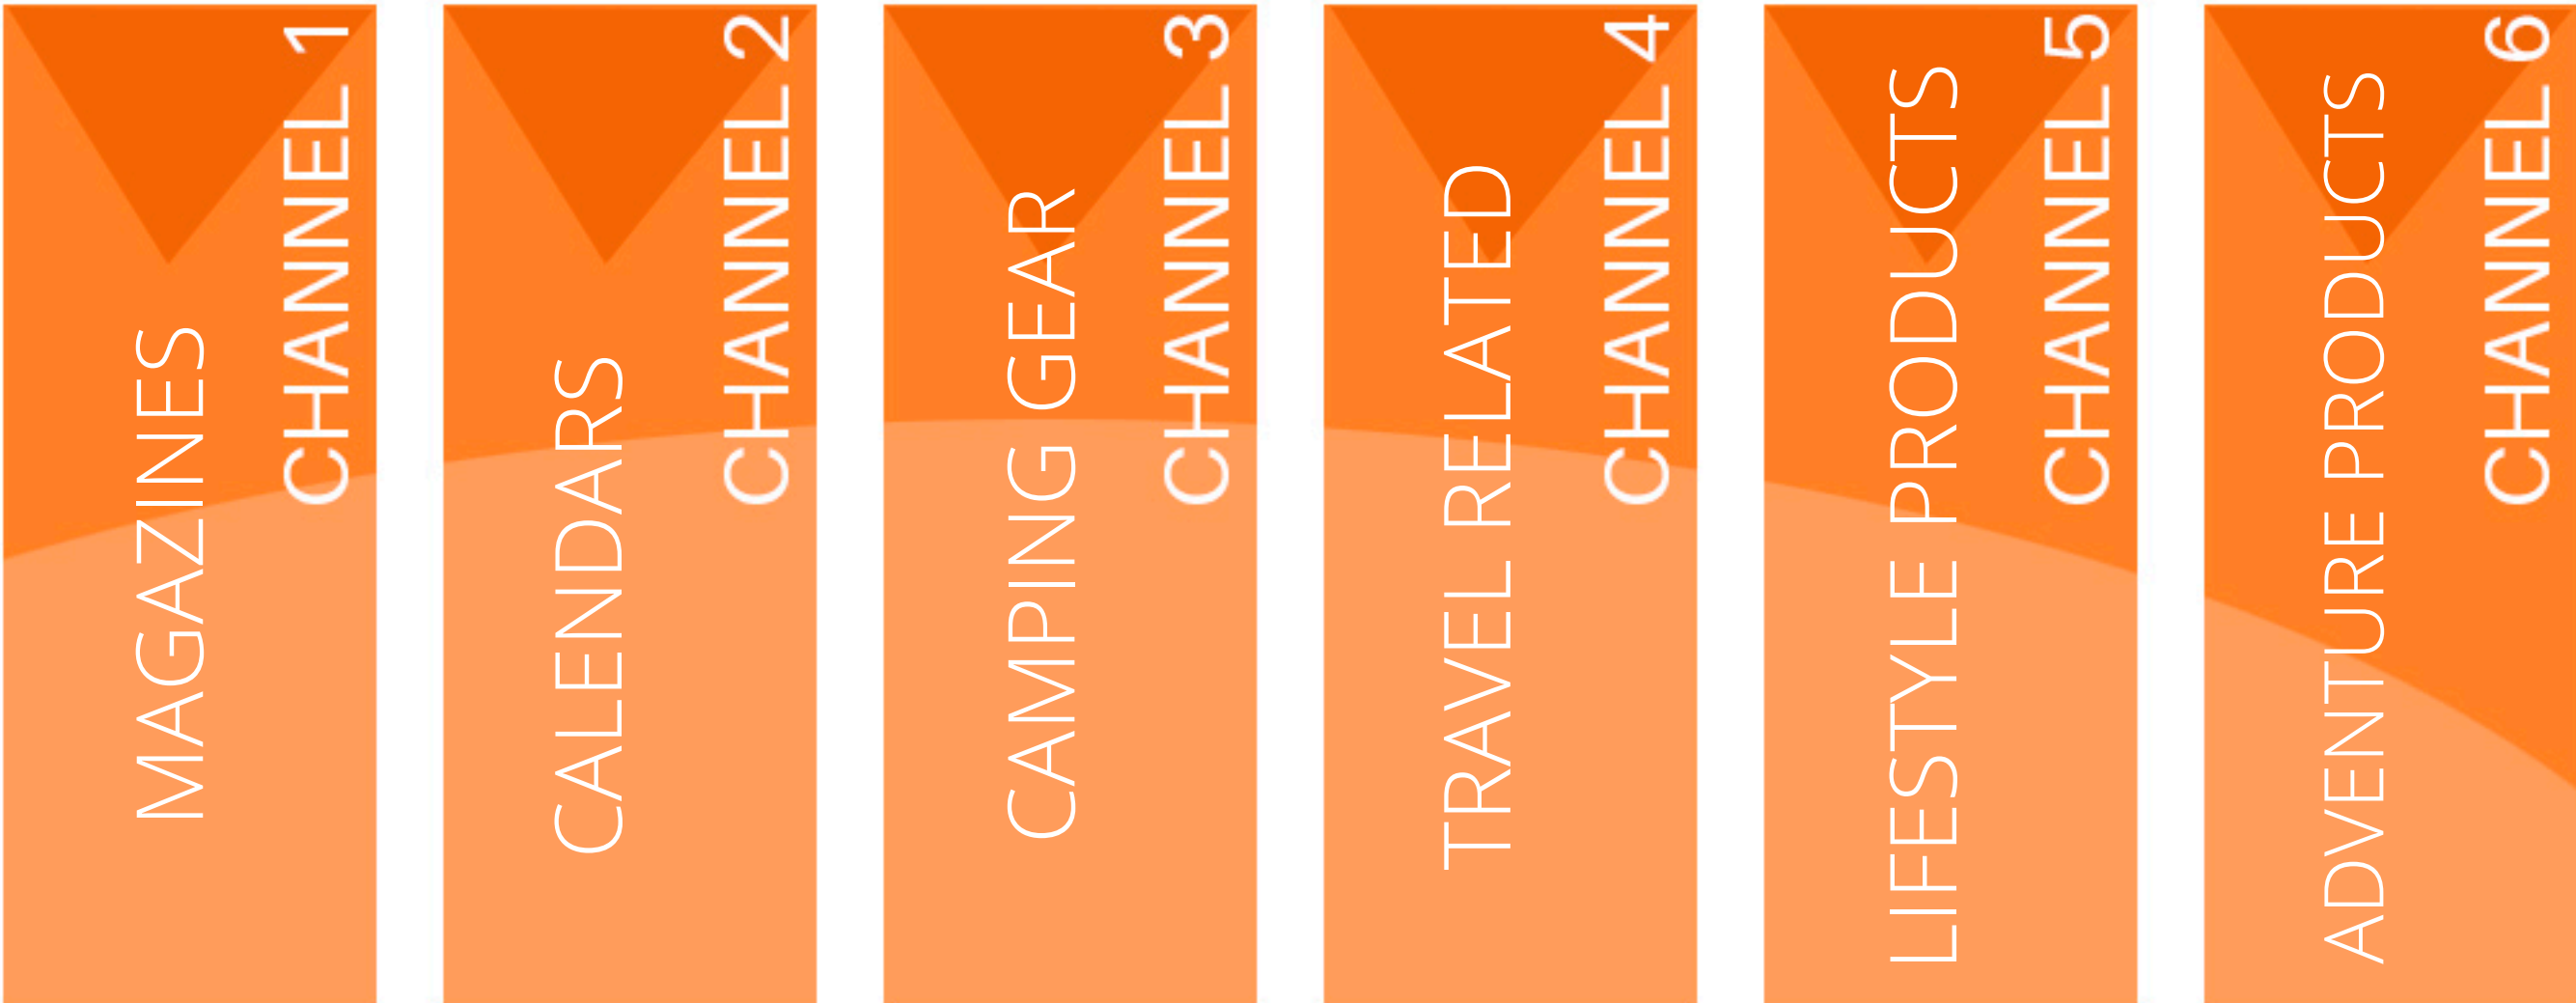 MAGAZINES
CHANNEL 1
CALENDARS
CHANNEL 2
CAMPING GEAR
CHANNEL 3
TRAVEL RELATED
CHANNEL 4
LIFESTYLE PRODUCTS
CHANNEL 5
ADVENTURE PRODUCTS
CHANNEL 6